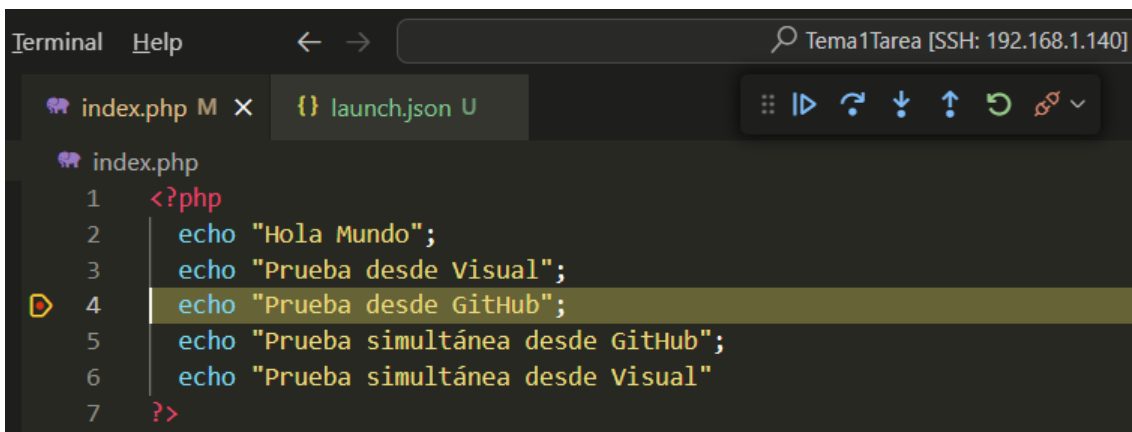 Terminal Help Tema1Tarea [SSH: 192.168.1.140]
index.php M {} launch.json U
index.php
1 <?php
2 echo "Hola Mundo";
3 echo "Prueba desde Visual";
4 echo "Prueba desde GitHub";
5 echo "Prueba simultánea desde GitHub";
6 echo "Prueba simultánea desde Visual"
7 ?>